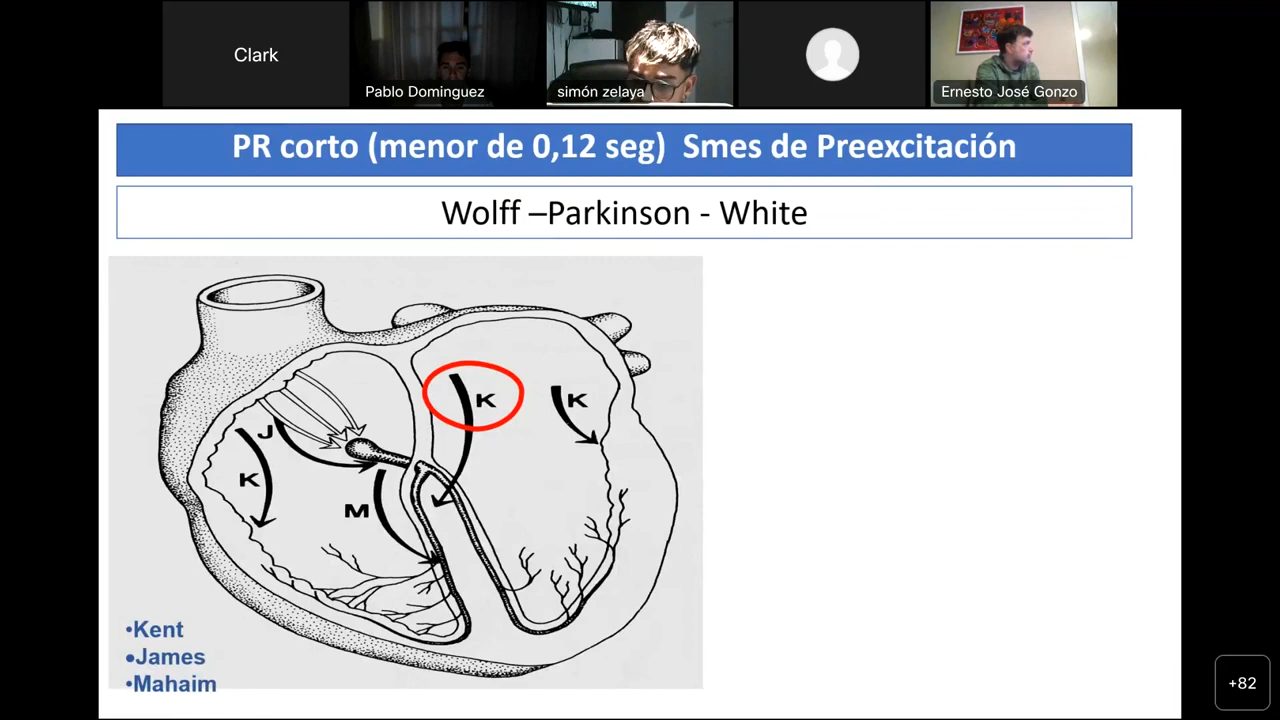 Clark
Pablo Dominguez
simón zelaya
Ernesto José Gonzo
PR corto (menor de 0,12 seg) Smes de Preexcitación
Wolff –Parkinson - White
K
K
J
K
M
•Kent
•James
•Mahaim
+82